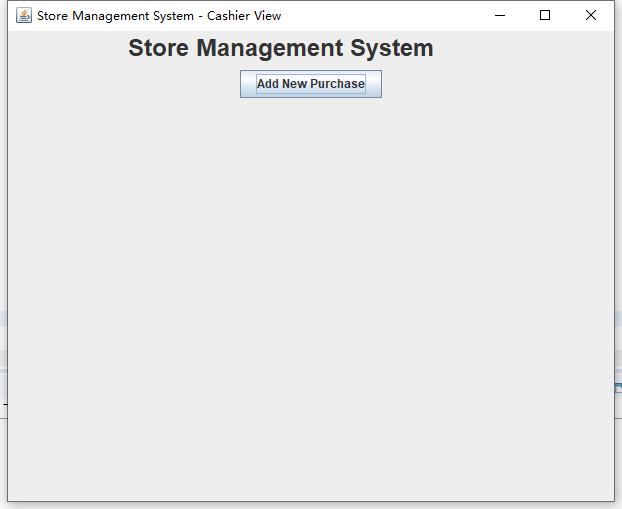 Store Management System - Cashier View
Store Management System
Add New Purchase